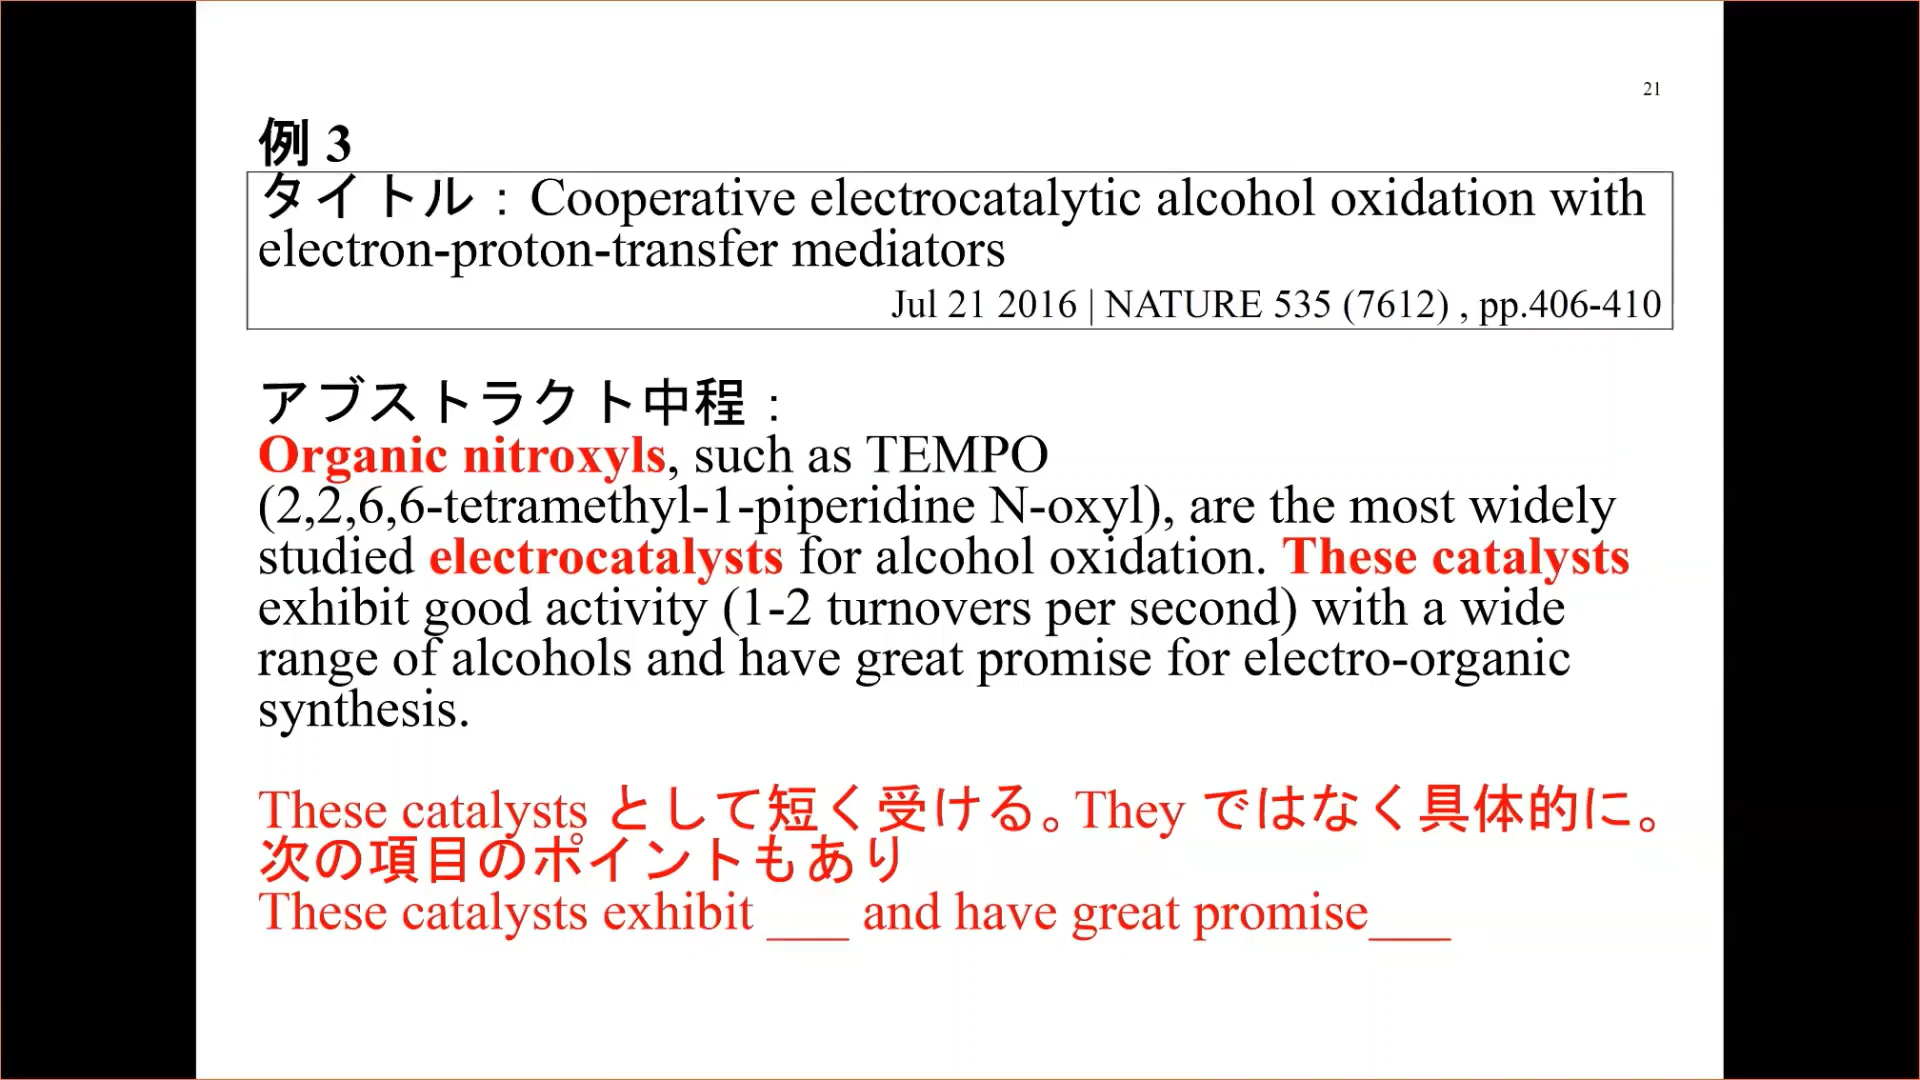 21
例 3
タイトル：Cooperative electrocatalytic alcohol oxidation with
electron-proton-transfer mediators
Jul 21 2016 | NATURE 535 (7612) , pp.406-410
アブストラクト中程：
Organic nitroxyls, such as TEMPO
(2,2,6,6-tetramethyl-1-piperidine N-oxyl), are the most widely
studied electrocatalysts for alcohol oxidation. These catalysts
exhibit good activity (1-2 turnovers per second) with a wide
range of alcohols and have great promise for electro-organic
synthesis.
These catalysts として短く受ける。They ではなく具体的に。
次の項目のポイントもあり
These catalysts exhibit ___ and have great promise___